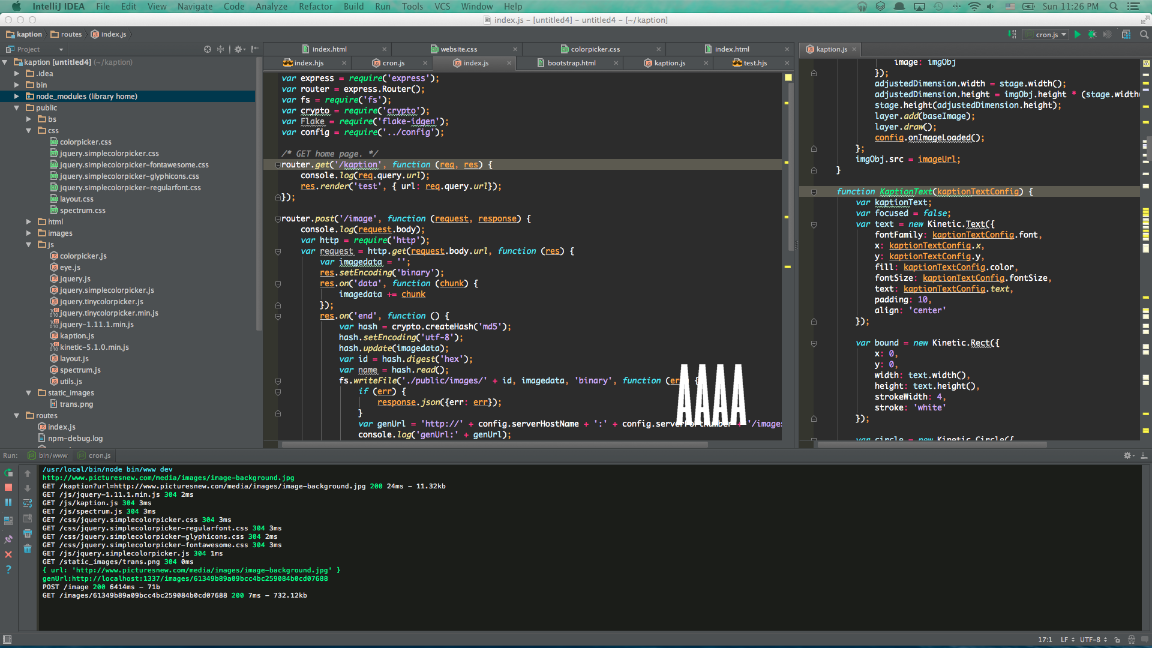 IntelliJ IDEA File Edit View Navigate Code Analyze Refactor Build Run Tools VCS Window Help Sun 11:26 PM
index.js - [untitled4] - untitled4 - [~/kaption]
kaption routes index.js cron.js
Project
kaption [untitled4] (~/kaption)
.idea
bin
node_modules (library home)
public
bs
css
colorpicker.css
jquery.simplecolorpicker.css
jquery.simplecolorpicker-fontawesome.css
jquery.simplecolorpicker-glyphicons.css
jquery.simplecolorpicker-regularfont.css
layout.css
spectrum.css
html
images
js
colorpicker.js
eye.js
jquery.js
jquery.simplecolorpicker.js
jquery.tinycolorpicker.js
jquery.tinycolorpicker.min.js
jquery-1.11.1.min.js
kaption.js
kinetic-5.1.0.min.js
layout.js
spectrum.js
utils.js
static_images
trans.png
routes
index.js
npm-debug.log
index.html website.css colorpicker.css index.html
index.hjs cron.js index.js bootstrap.html kaption.js test.hjs
var express = require('express');
var router = express.Router();
var fs = require('fs');
var crypto = require('crypto');
var Flake = require('flake-idgen');
var config = require('../config');
/* GET home page. */
router.get('/kaption', function (req, res) {
console.log(req.query.url);
res.render('test', { url: req.query.url});
});
router.post('/image', function (request, response) {
console.log(request.body);
var http = require('http');
var request = http.get(request.body.url, function (res) {
var imagedata = '';
res.setEncoding('binary');
res.on('data', function (chunk) {
imagedata += chunk
});
res.on('end', function () {
var hash = crypto.createHash('md5');
hash.setEncoding('utf-8');
hash.update(imagedata);
var id = hash.digest('hex');
var name = hash.read();
fs.writeFile('./public/images/' + id, imagedata, 'binary', function (err) {
if (err) {
response.json({err: err});
}
var genUrl = 'http://' + config.serverHostName + ':' + config.serverPortNumber + '/images
console.log('genUrl:' + genUrl);
AAAA
kaption.js
image: imgObj
});
adjustedDimension.width = stage.width();
adjustedDimension.height = imgObj.height * (stage.width
stage.height(adjustedDimension.height);
layer.add(baseImage);
layer.draw();
config.onImageLoaded();
};
imgObj.src = imageUrl;
}
function KaptionText(kaptionTextConfig) {
var kaptionText;
var focused = false;
var text = new Kinetic.Text({
fontFamily: kaptionTextConfig.font,
x: kaptionTextConfig.x,
y: kaptionTextConfig.y,
fill: kaptionTextConfig.color,
fontSize: kaptionTextConfig.fontSize,
text: kaptionTextConfig.text,
padding: 10,
align: 'center'
});
var bound = new Kinetic.Rect({
x: 0,
y: 0,
width: text.width(),
height: text.height(),
strokeWidth: 4,
stroke: 'white'
});
var circle = new Kinetic.Circle({
Run: bin/www cron.js
/usr/local/bin/node bin/www dev
http://www.picturesnew.com/media/images/image-background.jpg
GET /kaption?url=http://www.picturesnew.com/media/images/image-background.jpg 200 24ms - 11.32kb
GET /js/jquery-1.11.1.min.js 304 2ms
GET /js/kaption.js 304 3ms
GET /js/spectrum.js 304 3ms
GET /css/jquery.simplecolorpicker.css 304 3ms
GET /css/jquery.simplecolorpicker-regularfont.css 304 3ms
GET /css/jquery.simplecolorpicker-glyphicons.css 304 2ms
GET /css/jquery.simplecolorpicker-fontawesome.css 304 3ms
GET /js/jquery.simplecolorpicker.js 304 1ms
GET /static_images/trans.png 304 0ms
{ url: 'http://www.picturesnew.com/media/images/image-background.jpg' }
genUrl:http://localhost:1337/images/61349b89a09bcc4bc259084b0cd07688
POST /image 200 6414ms - 71b
GET /images/61349b89a09bcc4bc259084b0cd07688 200 7ms - 732.12kb
17:1 LF UTF-8